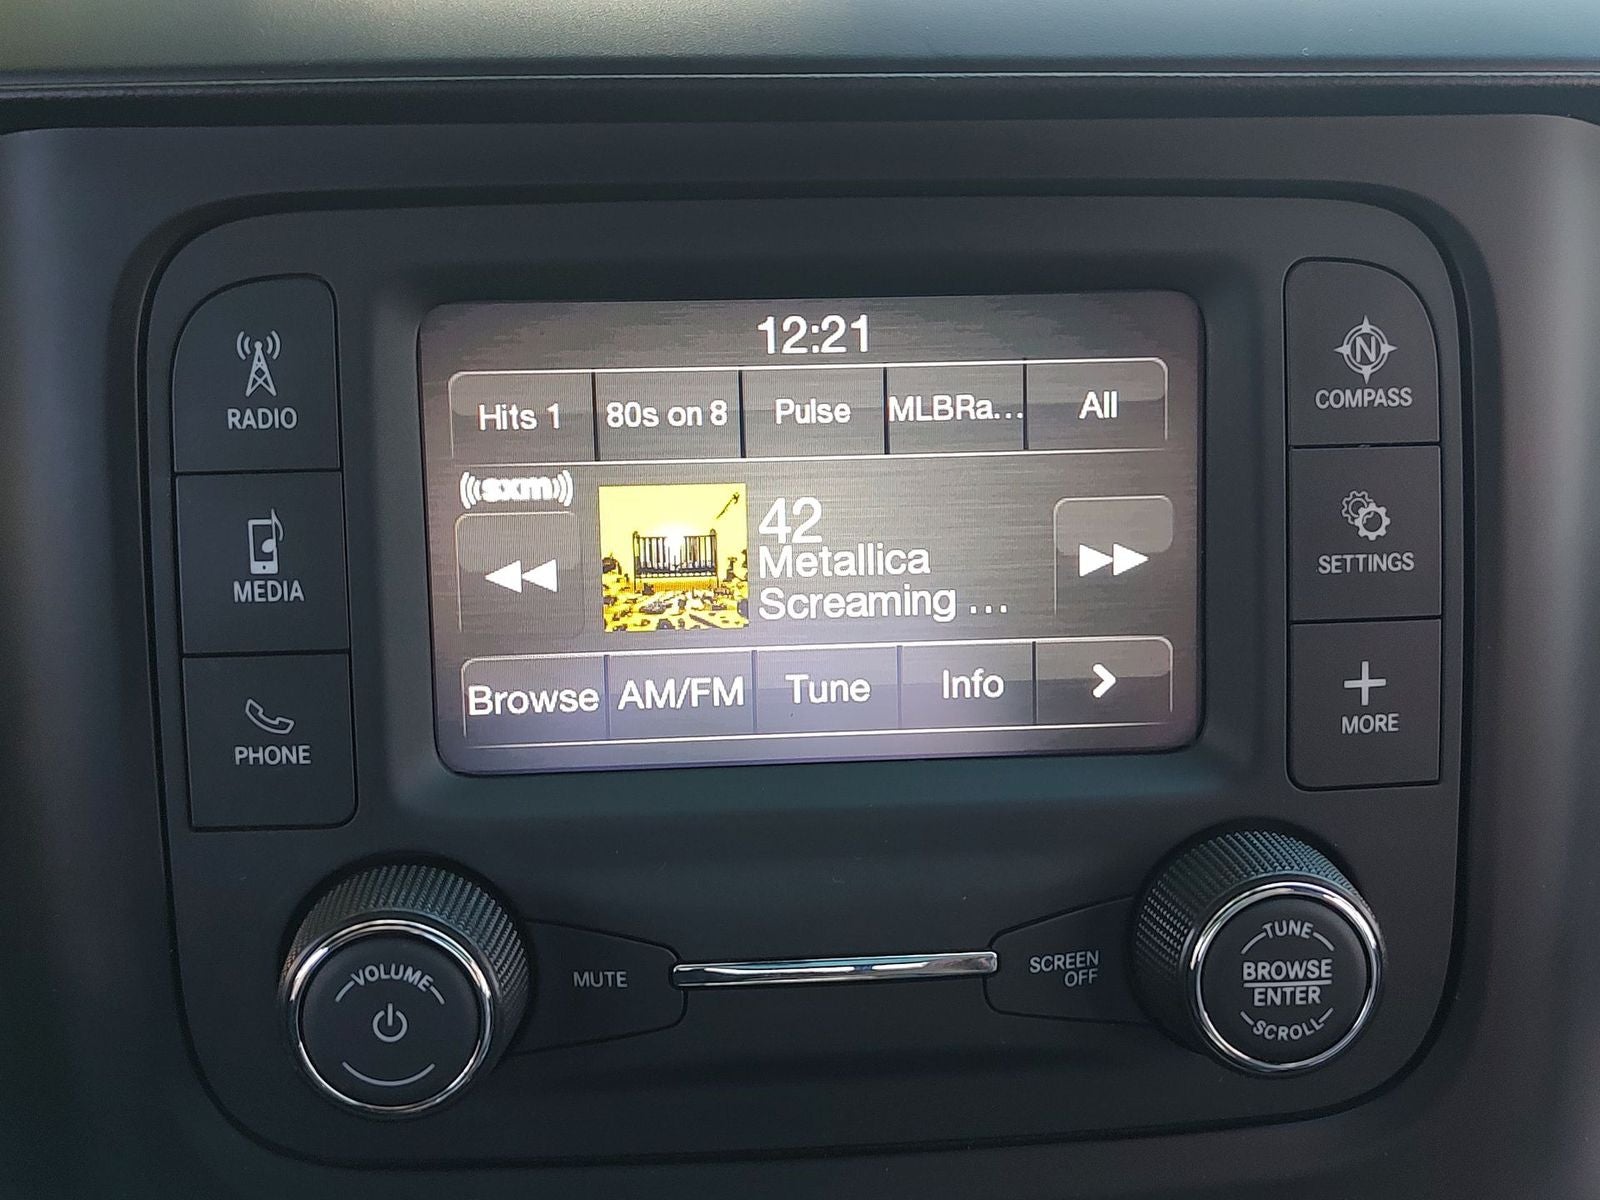 12:21
Hits 1
80s on 8
Pulse
MLBRa...
All
RADIO
MEDIA
PHONE
((sxm))
42
Metallica
Screaming ...
Browse
AM/FM
Tune
Info
>
N
COMPASS
SETTINGS
MORE
VOLUME
MUTE
SCREEN
OFF
TUNE
BROWSE
ENTER
SCROLL